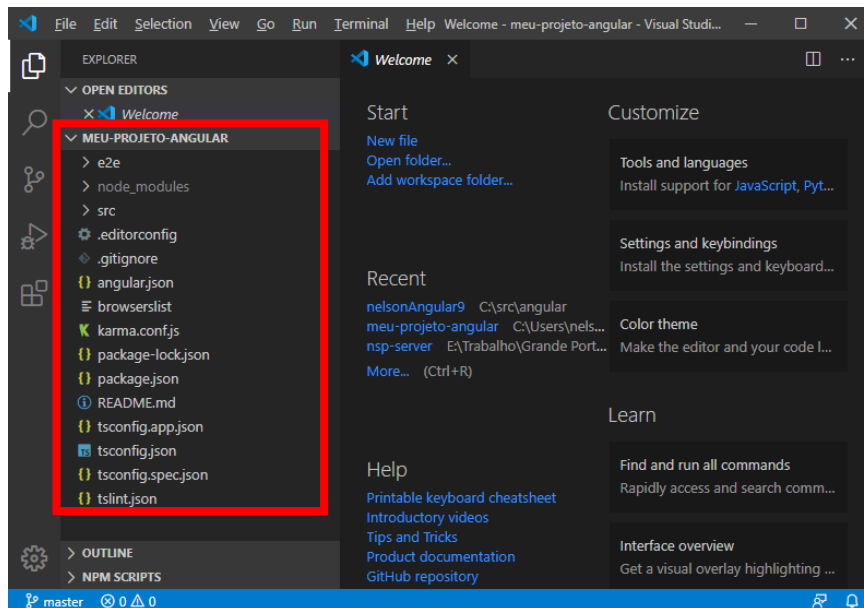 File Edit Selection View Go Run Terminal Help Welcome - meu-projeto-angular - Visual Studi...
EXPLORER
OPEN EDITORS
Welcome
MEU-PROJETO-ANGULAR
e2e
node_modules
src
.editorconfig
.gitignore
angular.json
browserslist
karma.conf.js
package-lock.json
package.json
README.md
tsconfig.app.json
tsconfig.json
tsconfig.spec.json
tslint.json
OUTLINE
NPM SCRIPTS
Welcome
Start
New file
Open folder...
Add workspace folder...
Recent
nelsonAngular9 C:\src\angular
meu-projeto-angular C:\Users\nels...
nsp-server E:\Trabalho\Grande Port...
More... (Ctrl+R)
Help
Printable keyboard cheatsheet
Introductory videos
Tips and Tricks
Product documentation
GitHub repository
Customize
Tools and languages
Install support for JavaScript, Pyt...
Settings and keybindings
Install the settings and keyboard...
Color theme
Make the editor and your code l...
Learn
Find and run all commands
Rapidly access and search comm...
Interface overview
Get a visual overlay highlighting ...
master 0 0